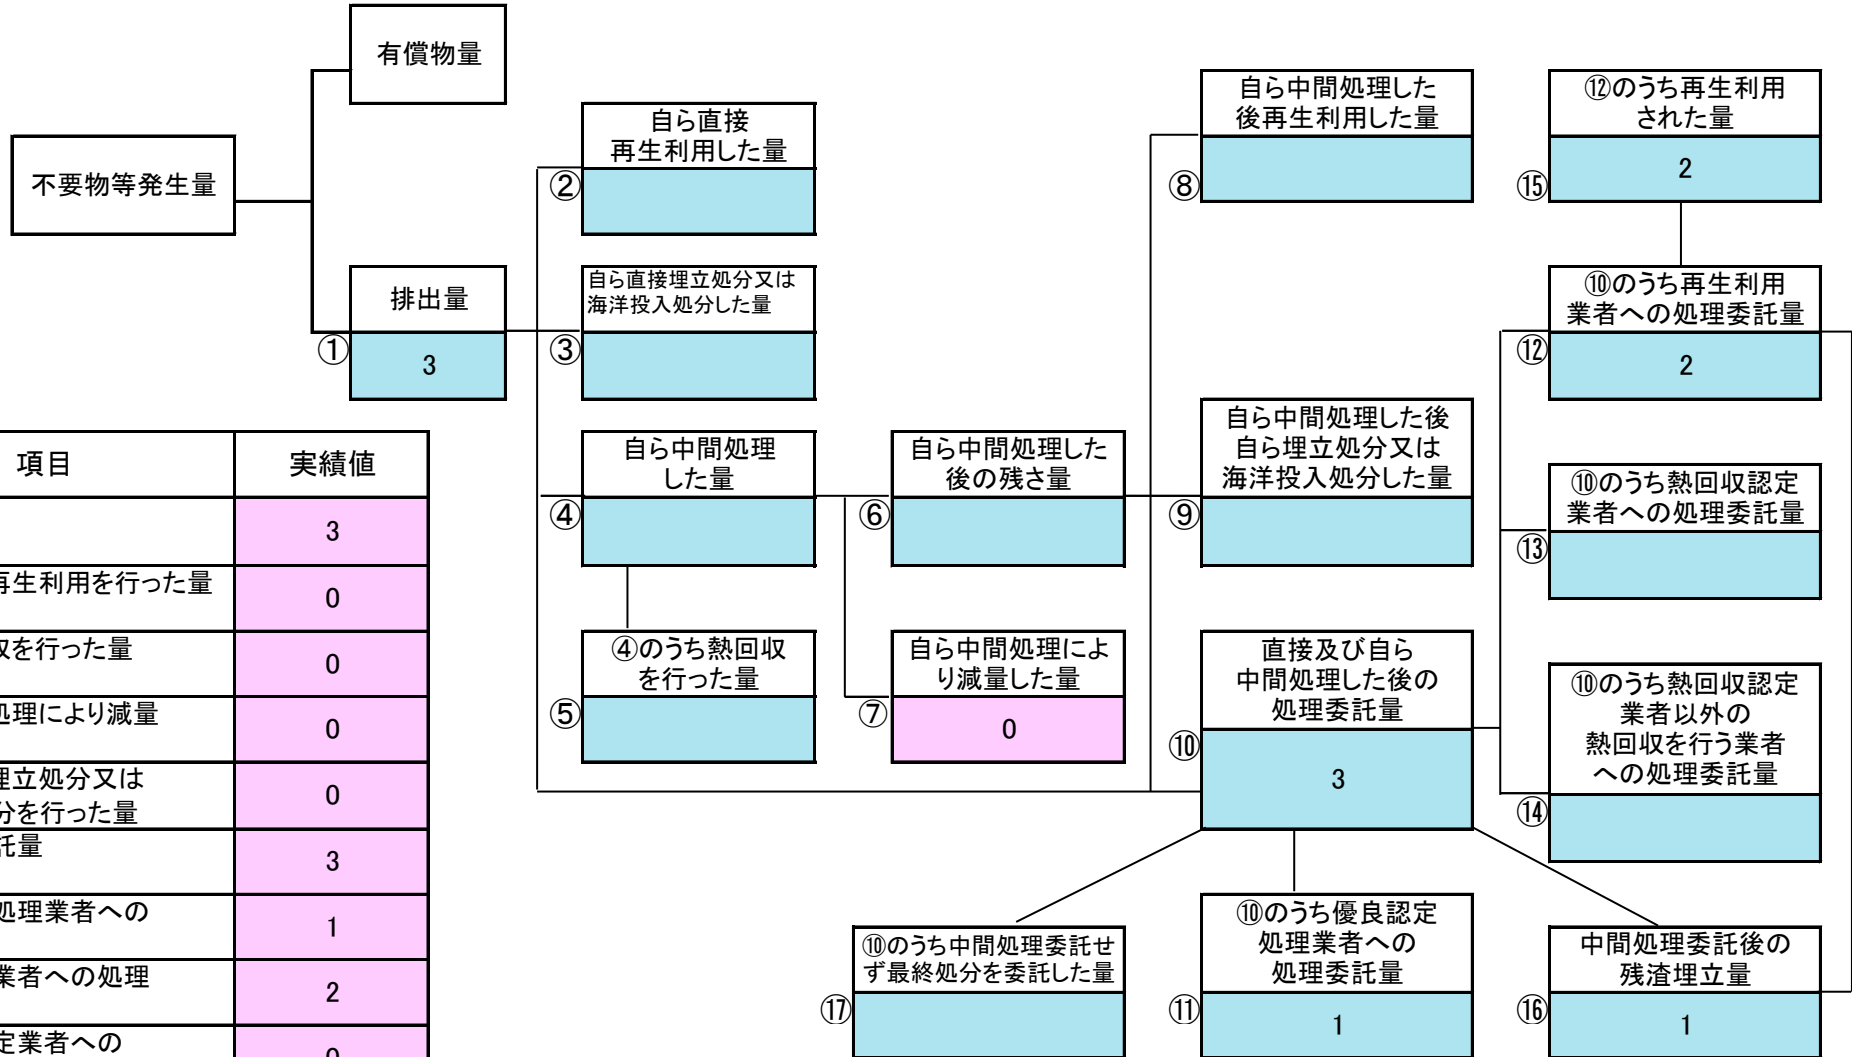 有償物量
不要物等発生量
排出量
①
3
自ら直接
再生利用した量
②
自ら直接埋立処分又は
海洋投入処分した量
③
自ら中間処理
した量
④
④のうち熱回収
を行った量
⑤
自ら中間処理した
後の残さ量
⑥
自ら中間処理によ
り減量した量
⑦
0
自ら中間処理した
後再生利用した量
⑧
自ら中間処理した後
自ら埋立処分又は
海洋投入処分した量
⑨
直接及び自ら
中間処理した後の
処理委託量
⑩
3
⑫のうち再生利用
された量
⑮
2
⑩のうち再生利用
業者への処理委託量
⑫
2
⑩のうち熱回収認定
業者への処理委託量
⑬
⑩のうち熱回収認定
業者以外の
熱回収を行う業者
への処理委託量
⑭
⑩のうち中間処理委託せ
ず最終処分を委託した量
⑰
⑩のうち優良認定
処理業者への
処理委託量
⑪
1
中間処理委託後の
残渣埋立量
⑯
1
項目 実績値
3
再生利用を行った量
0
を行った量
0
処理により減量
0
埋立処分又は
分を行った量
0
託量
3
処理業者への
1
業者への処理
2
定業者への
0